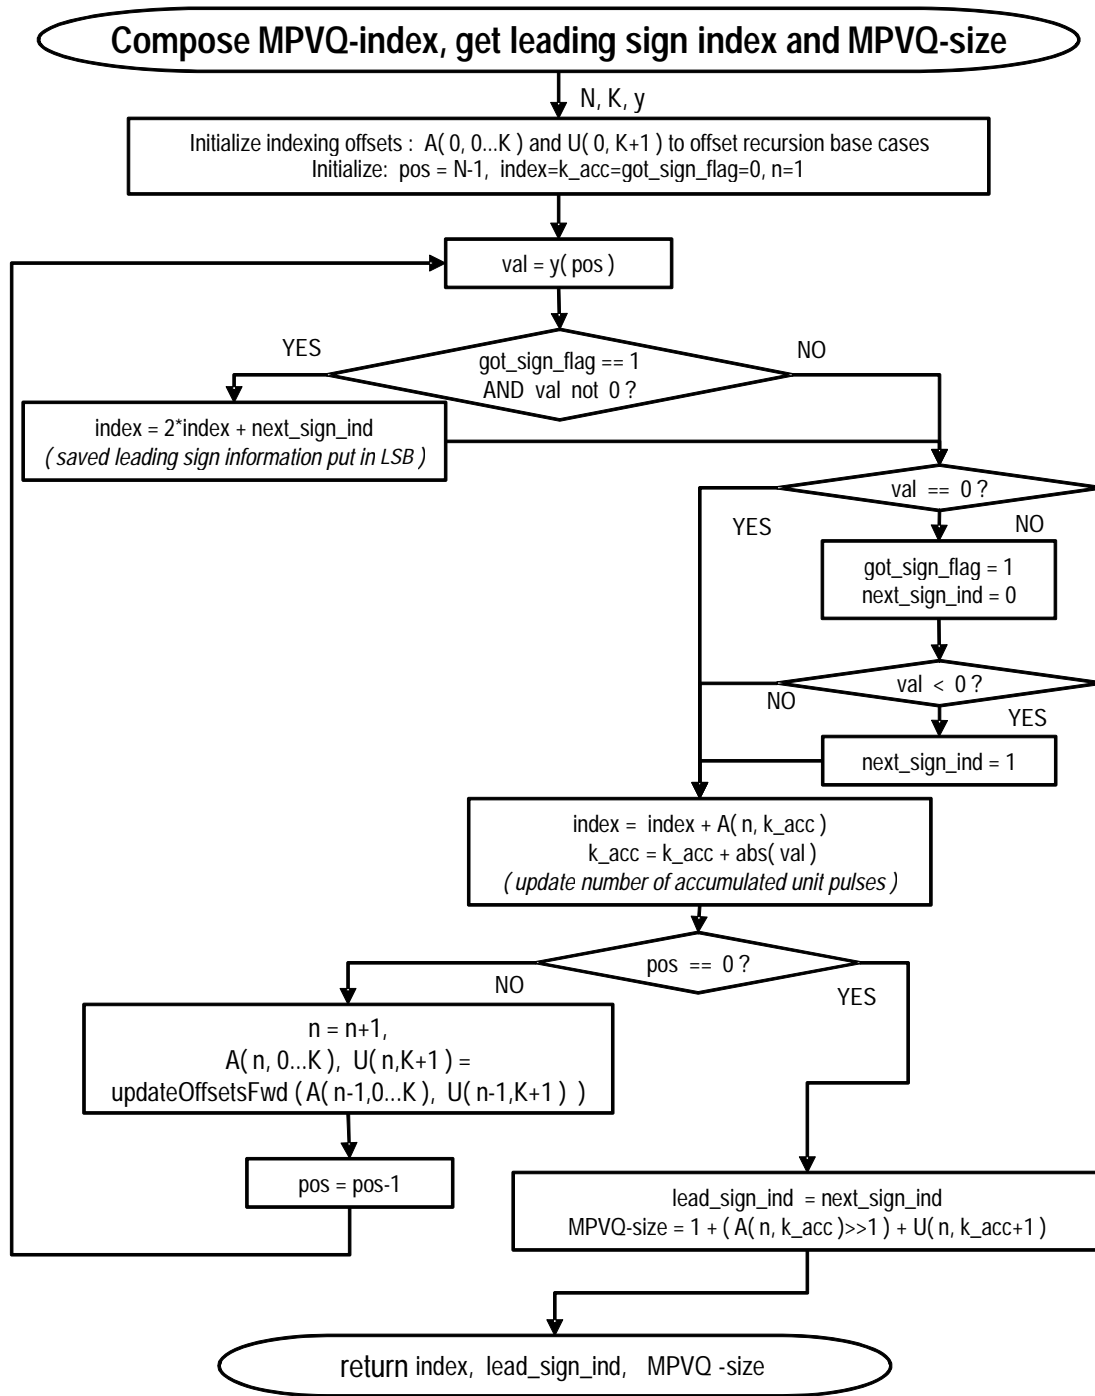 Compose MPVQ-index, get leading sign index and MPVQ-size
N, K, y
Initialize indexing offsets : A( 0, 0...K ) and U( 0, K+1 ) to offset recursion base cases
Initialize: pos = N-1, index=k_acc=got_sign_flag=0, n=1
val = y( pos )
YES
got_sign_flag == 1
AND val not 0 ?
NO
index = 2*index + next_sign_ind
( saved leading sign information put in LSB )
val == 0 ?
YES
NO
got_sign_flag = 1
next_sign_ind = 0
val < 0 ?
NO
YES
next_sign_ind = 1
index = index + A( n, k_acc )
k_acc = k_acc + abs( val )
( update number of accumulated unit pulses )
pos == 0 ?
NO
YES
n = n+1,
A( n, 0...K ), U( n,K+1 ) =
updateOffsetsFwd ( A( n-1,0...K ), U( n-1,K+1 ) )
pos = pos-1
lead_sign_ind = next_sign_ind
MPVQ-size = 1 + ( A( n, k_acc )>>1 ) + U( n, k_acc+1 )
return index, lead_sign_ind, MPVQ -size